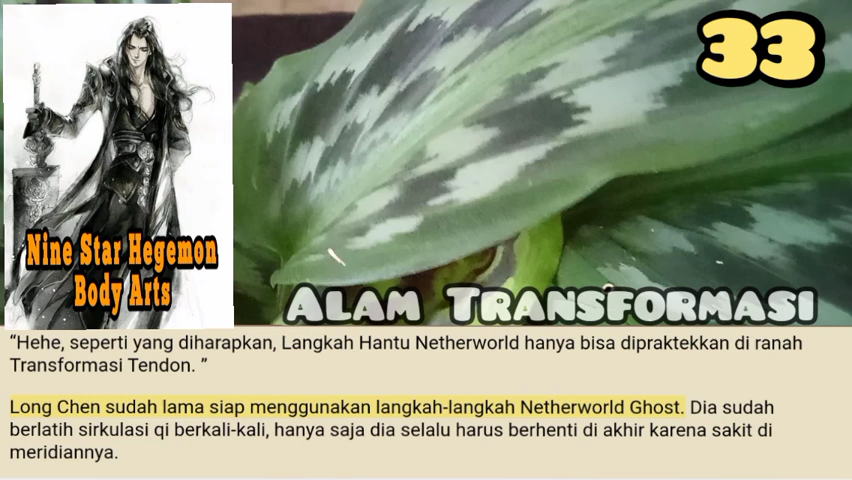 33
Nine Star Hegemon
Body Arts
Alam Transformasi
“Hehe, seperti yang diharapkan, Langkah Hantu Netherworld hanya bisa dipraktekkan di ranah
Transformasi Tendon. ”
Long Chen sudah lama siap menggunakan langkah-langkah Netherworld Ghost. Dia sudah
berlatih sirkulasi qi berkali-kali, hanya saja dia selalu harus berhenti di akhir karena sakit di
meridiannya.